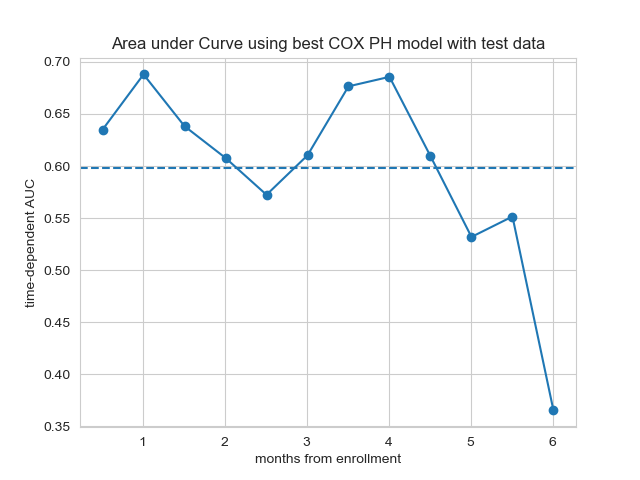 Area under Curve using best COX PH model with test data
time-dependent AUC
0.70
0.65
0.60
0.55
0.50
0.45
0.40
0.35
1 2 3 4 5 6
months from enrollment